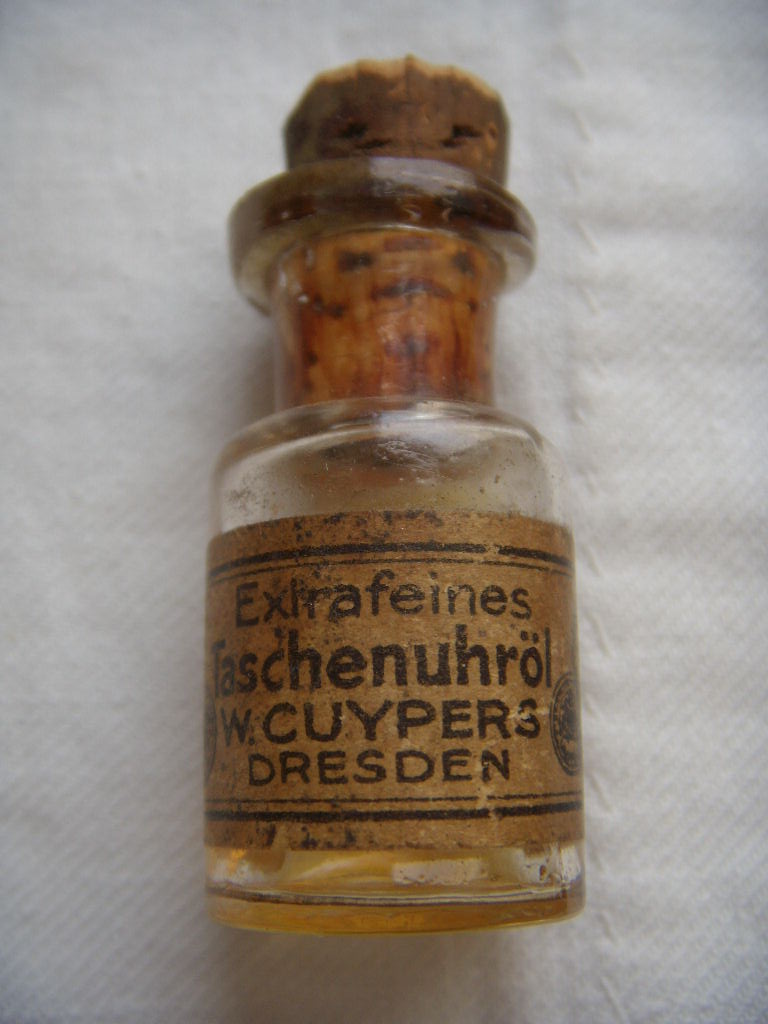 Extrafeines
Taschenuhröl
W. CUYPERS
DRESDEN